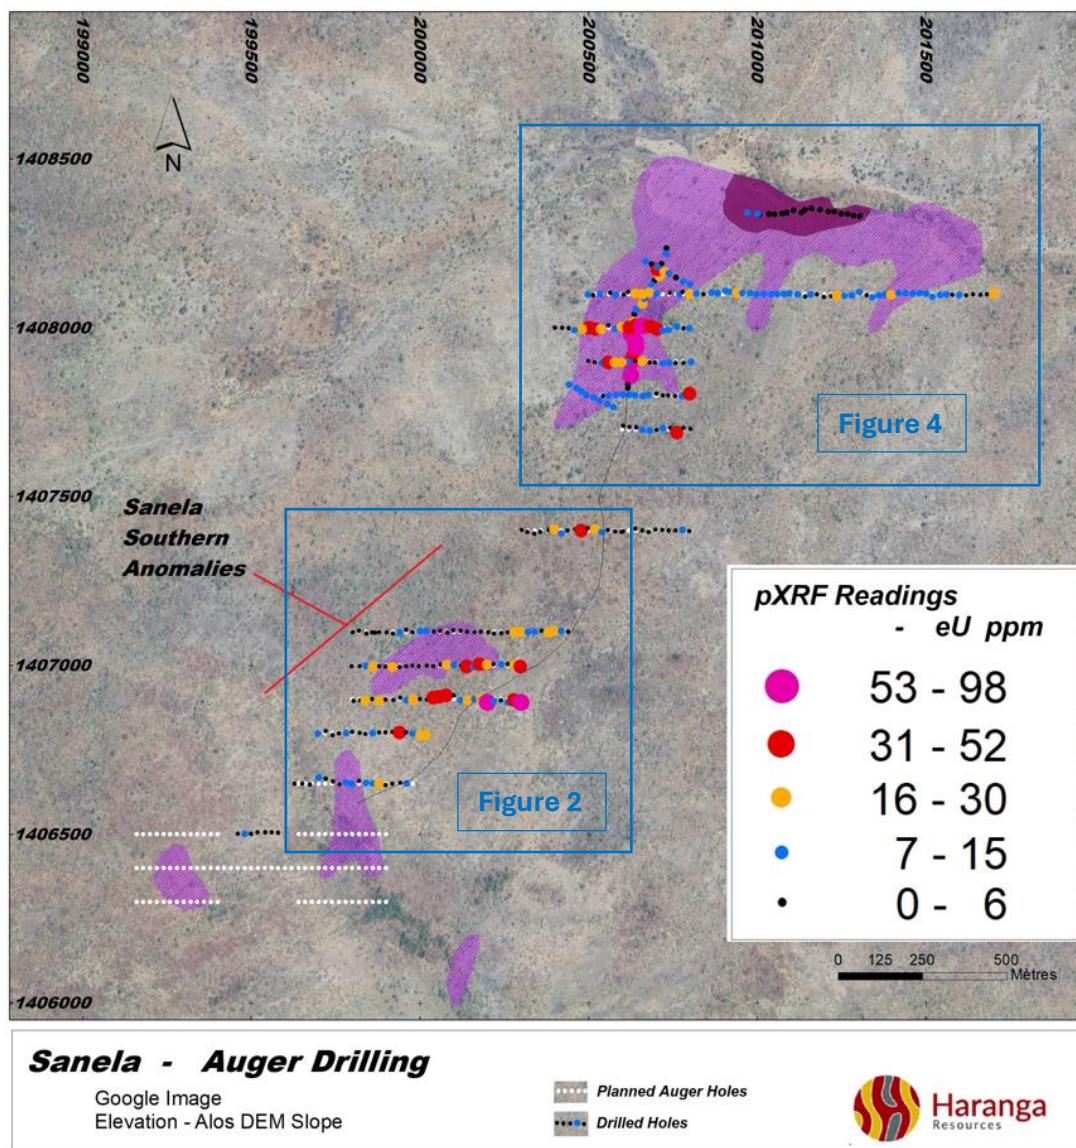 199000
199500
200000
200500
201000
201500
1408500
N
1408000
Figure 4
1407500
Sanela
Southern
Anomalies
pXRF Readings
- eU ppm
1407000
53 - 98
31 - 52
16 - 30
Figure 2
7 - 15
1406500
0 - 6
0 125 250 500
Mètres
1406000
Sanela - Auger Drilling
Google Image
Elevation - Alos DEM Slope
Planned Auger Holes
Drilled Holes
Haranga
Resources